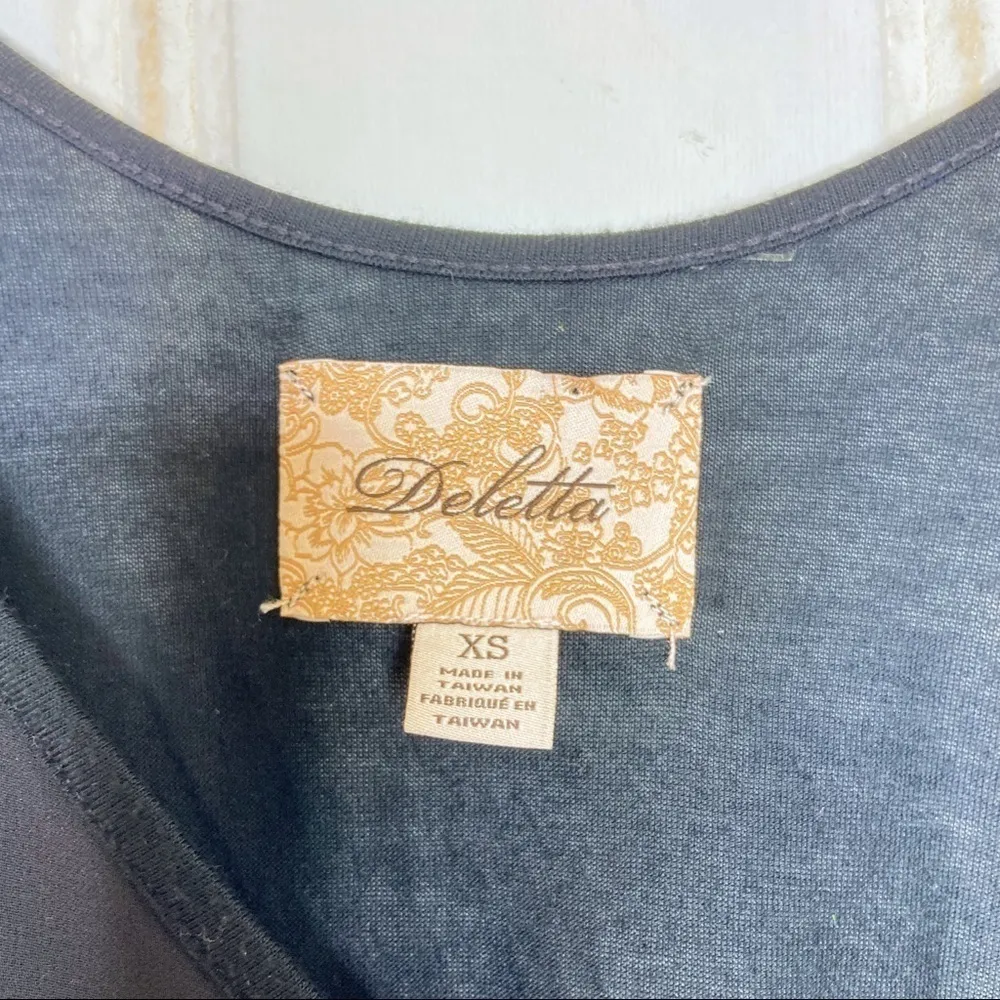 Deletta
XS
MADE IN
TAIWAN
FABRIQUÉ EN
TAIWAN